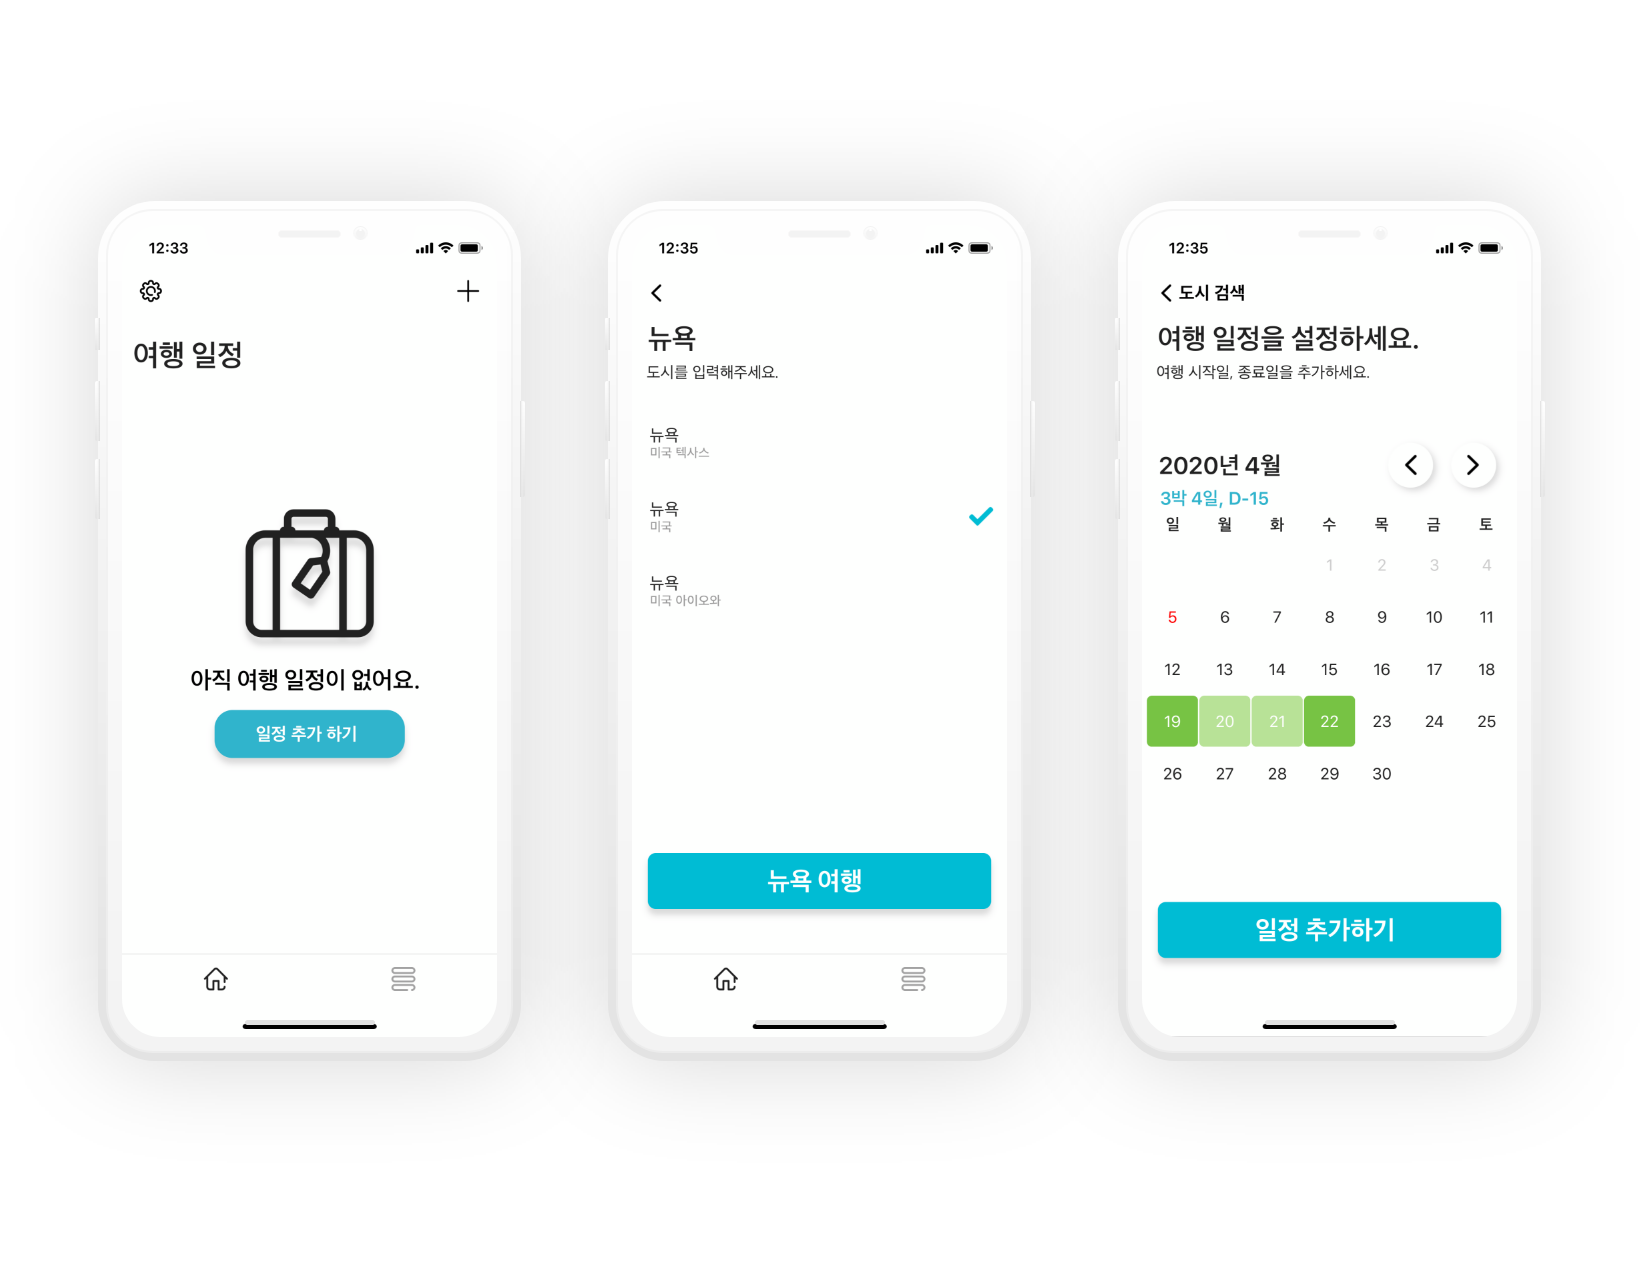 12:33
여행 일정
아직 여행 일정이 없어요.
일정 추가 하기
12:35
뉴욕
도시를 입력해주세요.
뉴욕
미국 텍사스
뉴욕
미국
뉴욕
미국 아이오와
뉴욕 여행
12:35
도시 검색
여행 일정을 설정하세요.
여행 시작일, 종료일을 추가하세요.
2020년 4월
3박 4일, D-15
일 월 화 수 목 금 토
1 2 3 4
5 6 7 8 9 10 11
12 13 14 15 16 17 18
19 20 21 22 23 24 25
26 27 28 29 30
일정 추가하기